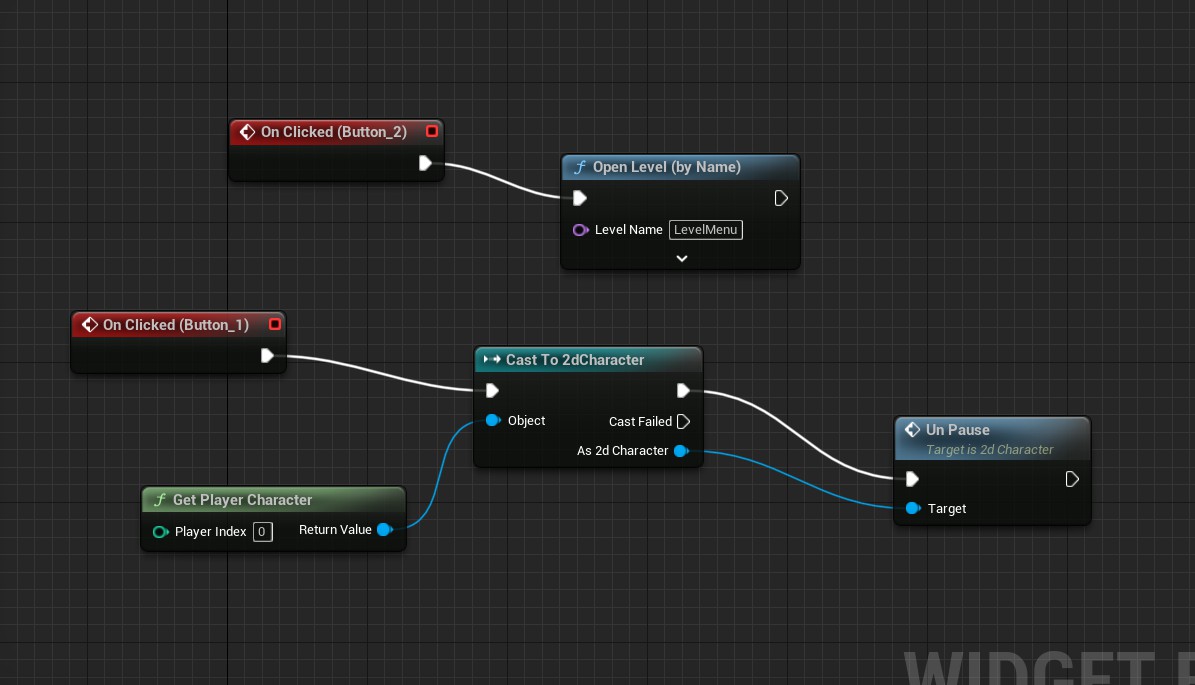 On Clicked (Button_2)
f Open Level (by Name)
Level Name LevelMenu
On Clicked (Button_1)
Cast To 2dCharacter
Object
Cast Failed
As 2d Character
Un Pause
Target is 2d Character
Target
f Get Player Character
Player Index 0 Return Value
WIDGET